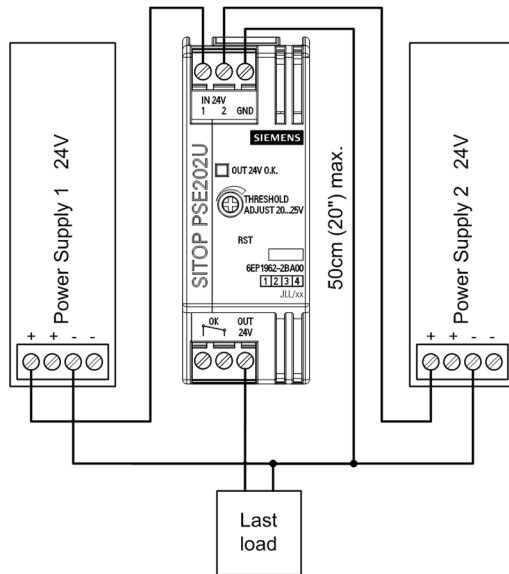 IN 24V
1 2 GND
SIEMENS
OUT 24V O.K.
THRESHOLD
ADJUST 20...25V
RST
6EP1962-2BA00
1 2 3 4
JLL/xx
SITOP PSE202U
OK OUT
24V
Power Supply 1 24V
+ + - -
50cm (20") max.
Power Supply 2 24V
+ + - -
Last
load